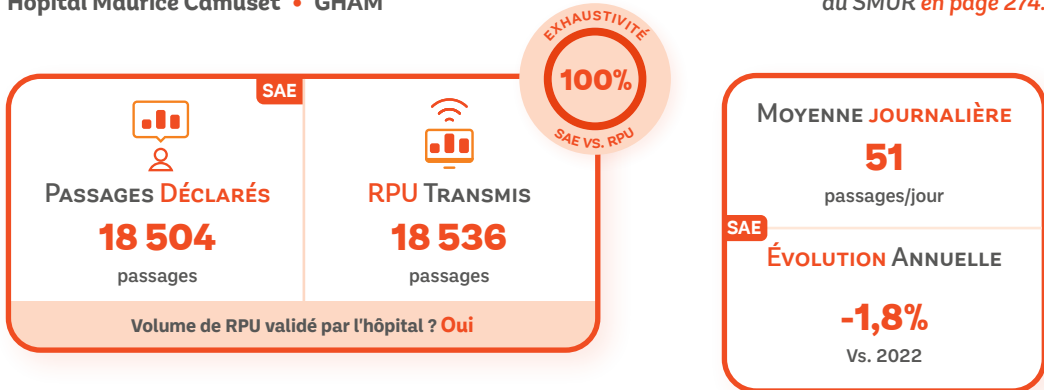 Hôpital Maurice Camuset • GHAM
du SMUR en page 274.
EXHAUSTIVITÉ
100%
SAE VS. RPU
SAE
PASSAGES DÉCLARÉS
18 504
passages
RPU TRANSMIS
18 536
passages
Volume de RPU validé par l'hôpital ? Oui
MOYENNE JOURNALIÈRE
51
passages/jour
SAE
ÉVOLUTION ANNUELLE
-1,8%
Vs. 2022